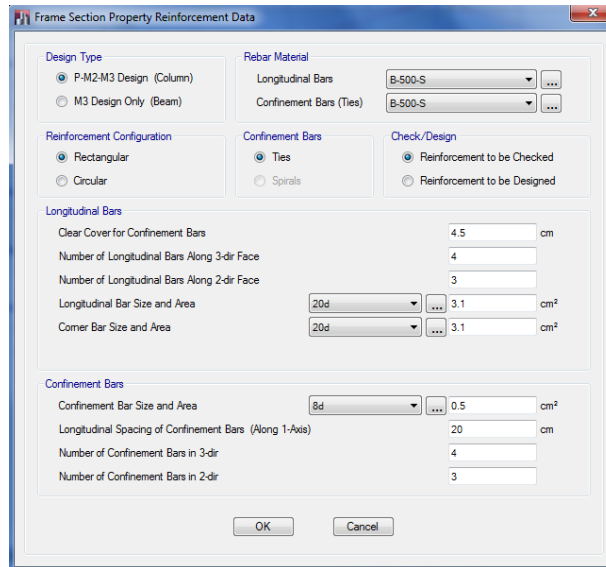 Frame Section Property Reinforcement Data
Design Type
P-M2-M3 Design (Column)
M3 Design Only (Beam)
Rebar Material
Longitudinal Bars B-500-S ...
Confinement Bars (Ties) B-500-S ...
Reinforcement Configuration
Rectangular
Circular
Confinement Bars
Ties
Spirals
Check/Design
Reinforcement to be Checked
Reinforcement to be Designed
Longitudinal Bars
Clear Cover for Confinement Bars 4.5 cm
Number of Longitudinal Bars Along 3-dir Face 4
Number of Longitudinal Bars Along 2-dir Face 3
Longitudinal Bar Size and Area 20d ... 3.1 cm²
Corner Bar Size and Area 20d ... 3.1 cm²
Confinement Bars
Confinement Bar Size and Area 8d ... 0.5 cm²
Longitudinal Spacing of Confinement Bars (Along 1-Axis) 20 cm
Number of Confinement Bars in 3-dir 4
Number of Confinement Bars in 2-dir 3
OK Cancel